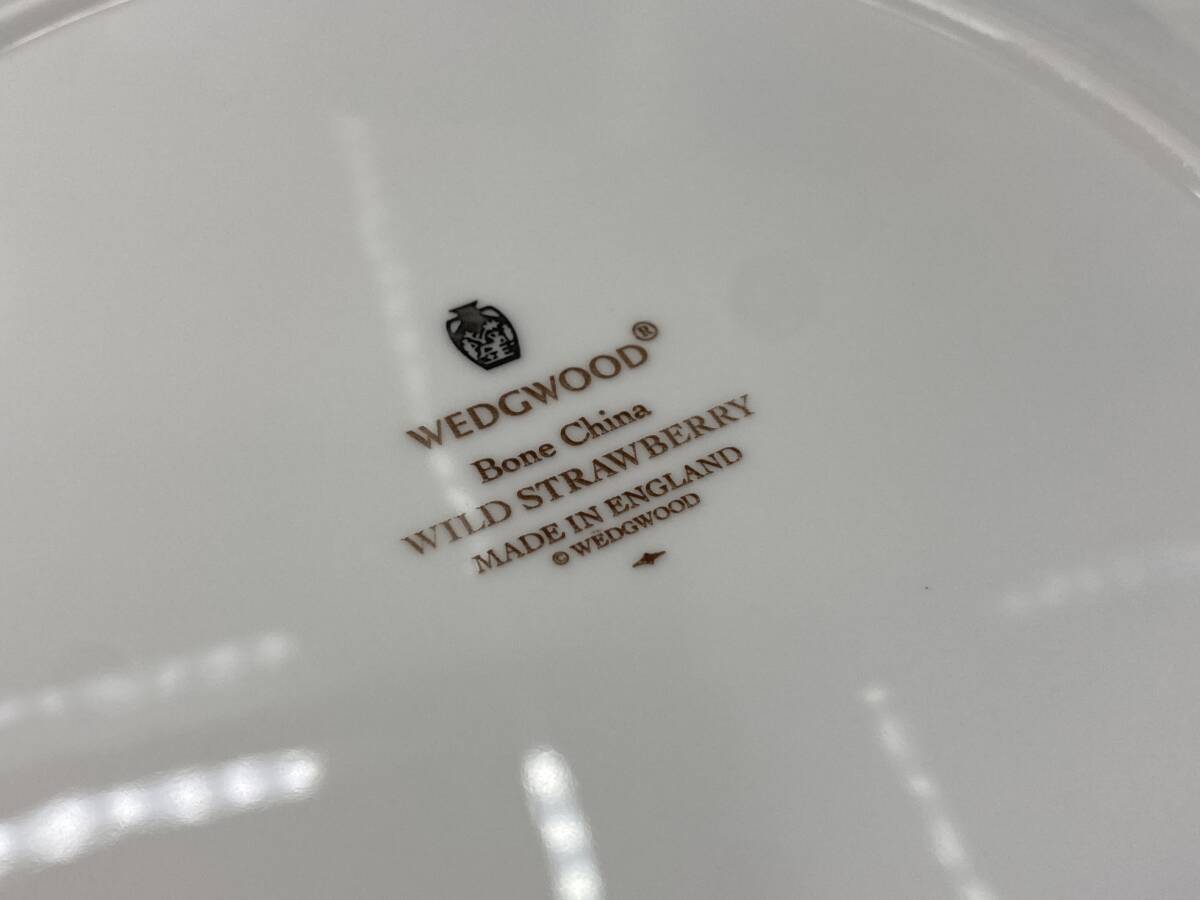 WEDGWOOD®
Bone China
WILD STRAWBERRY
MADE IN ENGLAND
© WEDGWOOD